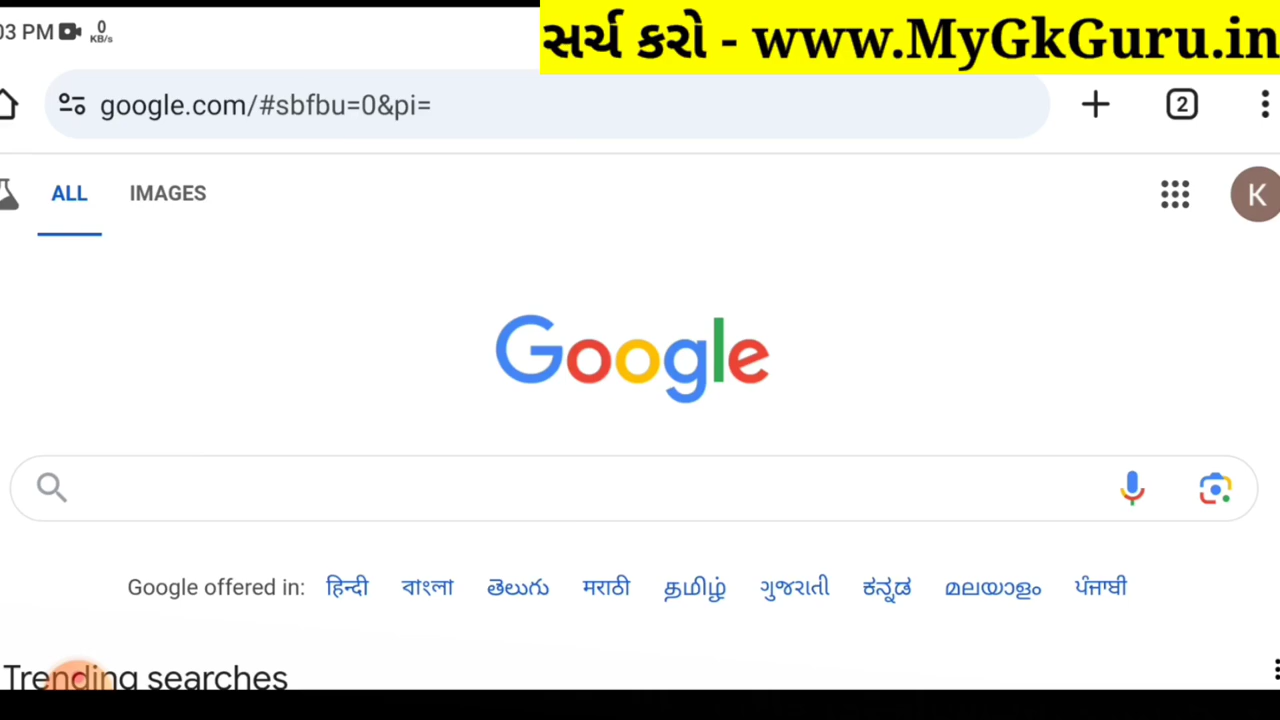 03 PM 0 KB/s
સર્ચ કરો - www.MyGkGuru.in
google.com/#sbfbu=0&pi=
2
ALL IMAGES
K
Google
Google offered in: हिन्दी বাংলা తెలుగు मराठी தமிழ் ગુજરાતી ಕನ್ನಡ മലയാളം ਪੰਜਾਬੀ
Trending searches